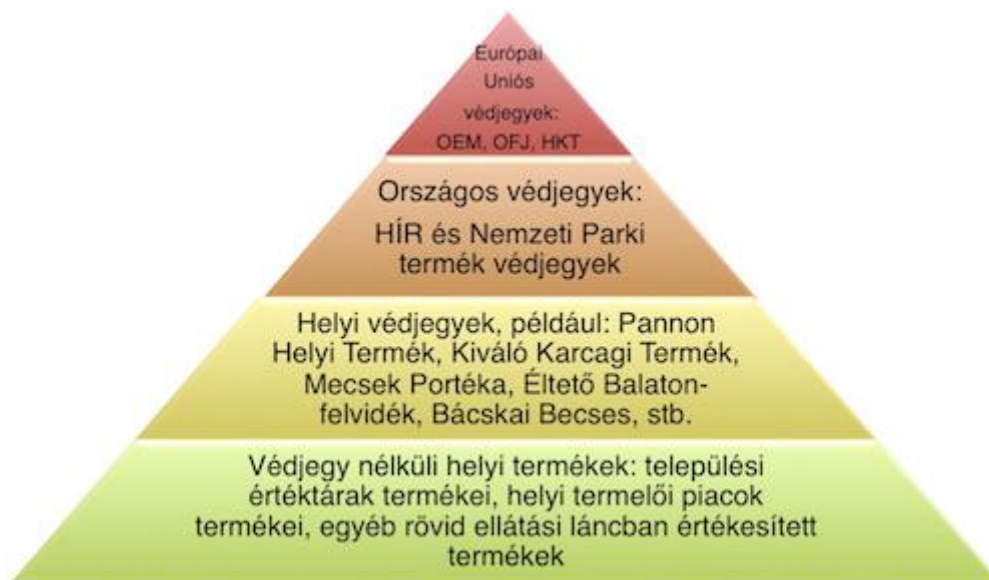 Európai
Uniós
védjegyek:
OEM, OFJ, HKT
Országos védjegyek:
HÍR és Nemzeti Parki
termék védjegyek
Helyi védjegyek, például: Pannon
Helyi Termék, Kiváló Karcagi Termék,
Mecsek Portéka, Éltető Balaton-
felvidék, Bácskai Becses, stb.
Védjegy nélküli helyi termékek: települési
értéktárak termékei, helyi termelői piacok
termékei, egyéb rövid ellátási láncban értékesített
termékek